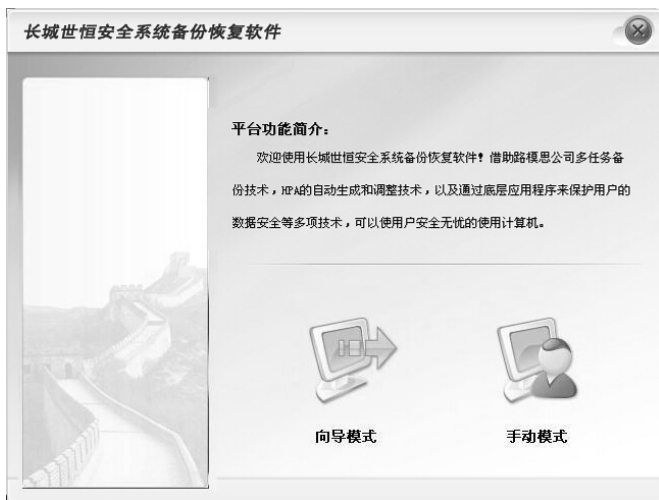 长城世恒安全系统备份恢复软件
平台功能简介：
欢迎使用长城世恒安全系统备份恢复软件！借助路模思公司多任务备
份技术，HPA的自动生成和调整技术，以及通过底层应用程序来保护用户的
数据安全等多项技术，可以使用户安全无忧的使用计算机。
向导模式
手动模式